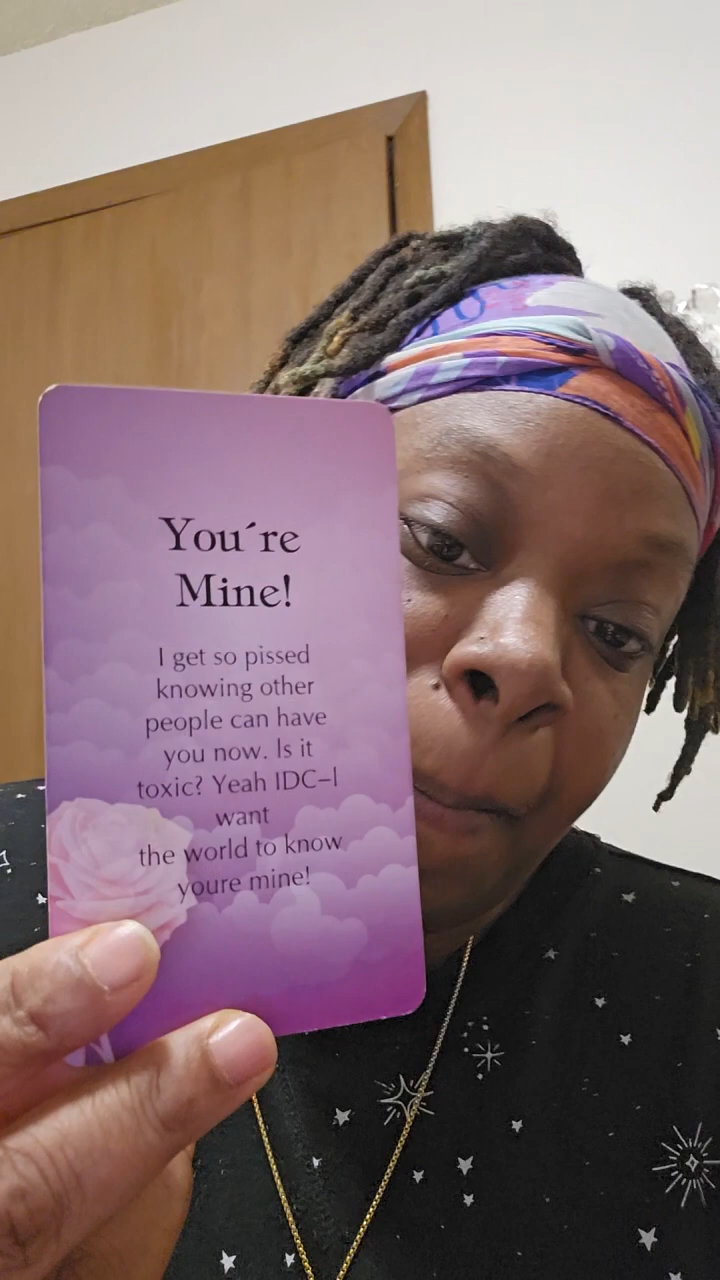 You´re
Mine!
I get so pissed
knowing other
people can have
you now. Is it
toxic? Yeah IDC–I
want
the world to know
youre mine!